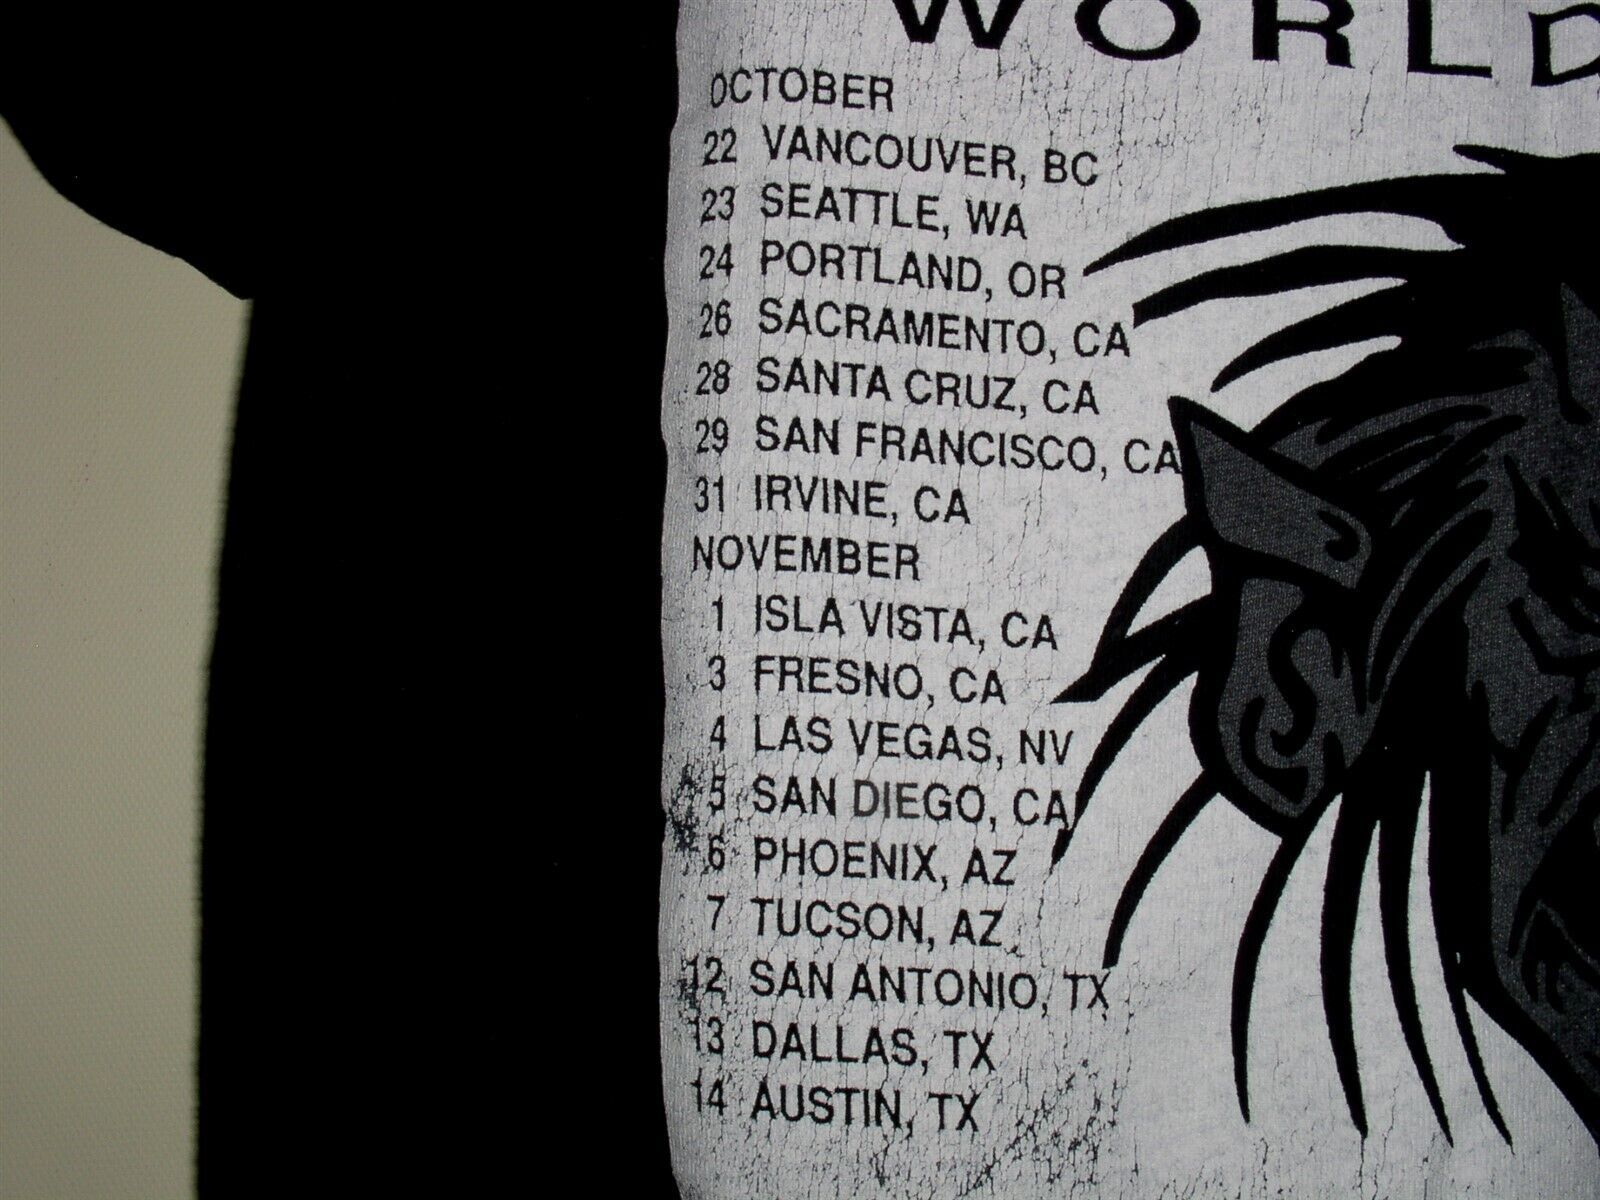 WORLD
OCTOBER
22 VANCOUVER, BC
23 SEATTLE, WA
24 PORTLAND, OR
26 SACRAMENTO, CA
28 SANTA CRUZ, CA
29 SAN FRANCISCO, CA
31 IRVINE, CA
NOVEMBER
1 ISLA VISTA, CA
3 FRESNO, CA
4 LAS VEGAS, NV
5 SAN DIEGO, CA
6 PHOENIX, AZ
7 TUCSON, AZ
12 SAN ANTONIO, TX
13 DALLAS, TX
14 AUSTIN, TX